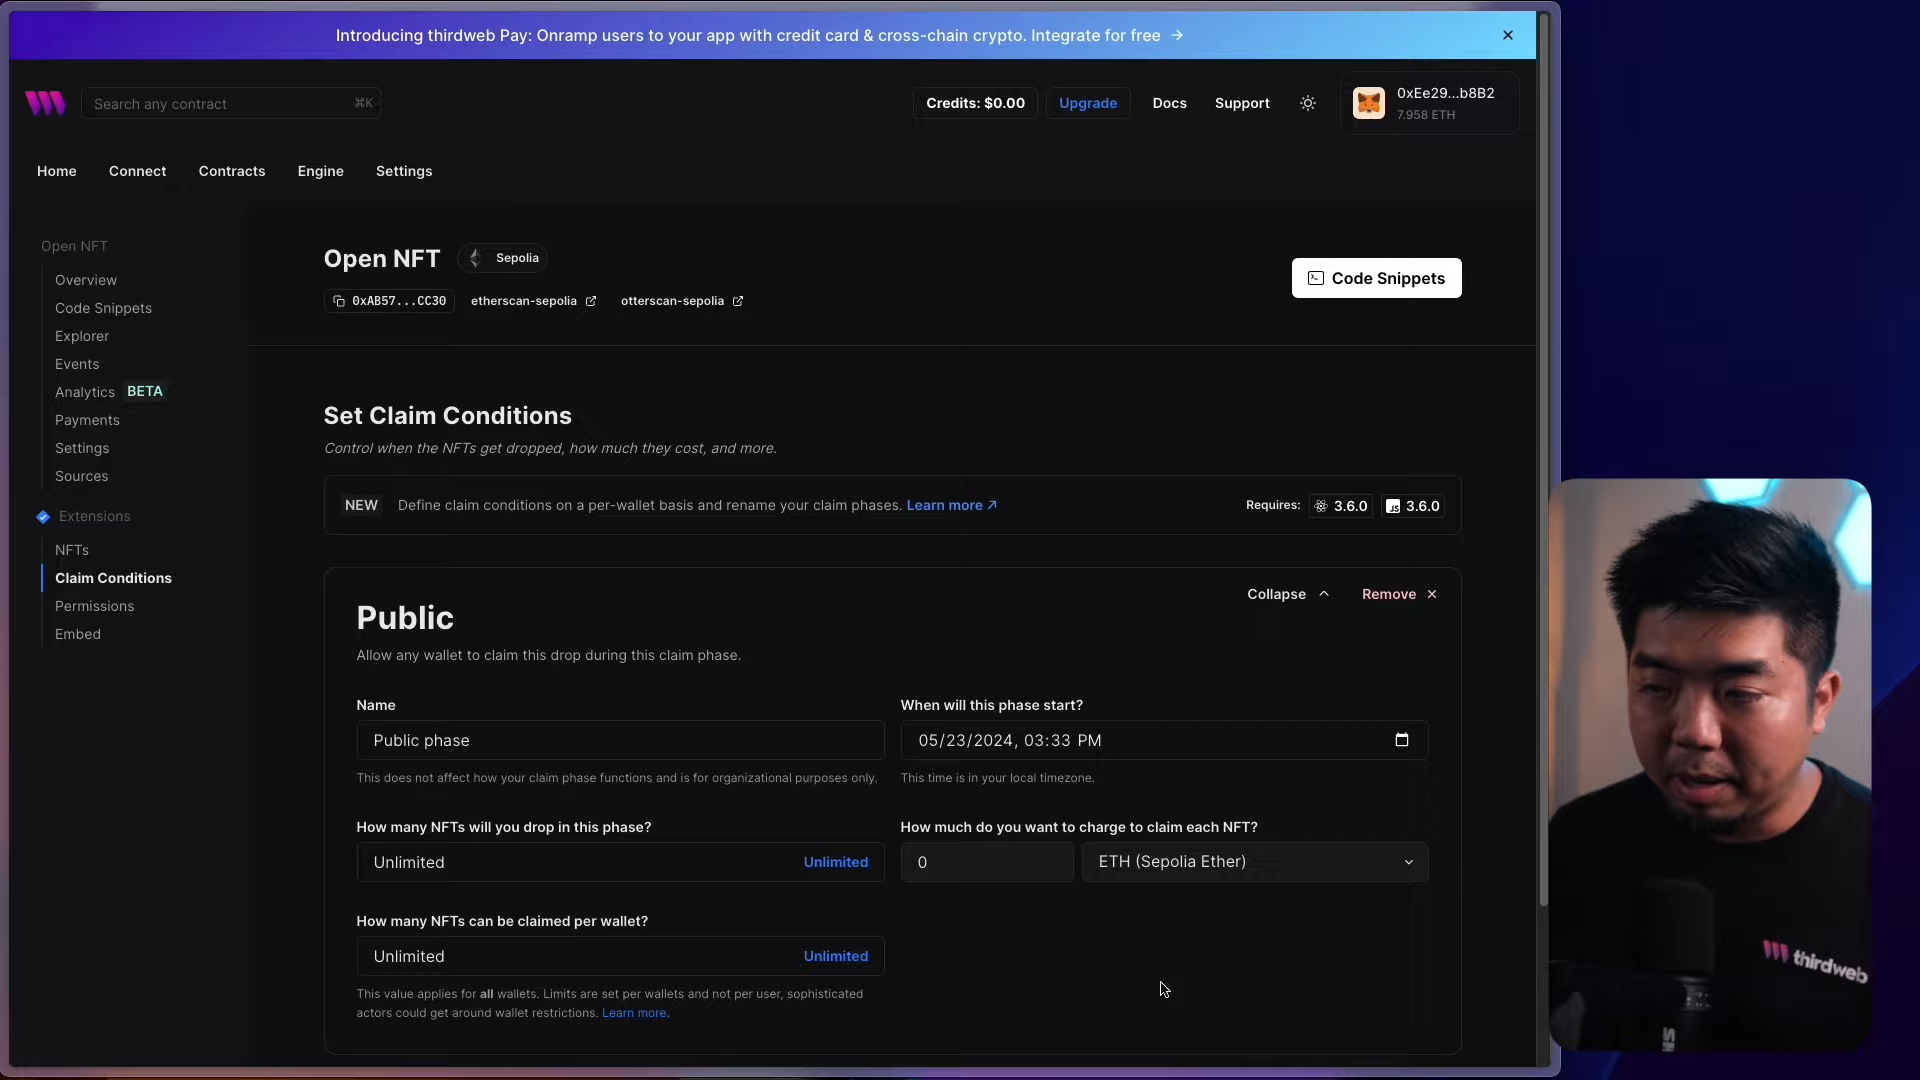 Introducing thirdweb Pay: Onramp users to your app with credit card & cross-chain crypto. Integrate for free →
Search any contract
⌘K
Credits: $0.00
Upgrade
Docs
Support
0xEe29...b8B2
7.958 ETH
Home
Connect
Contracts
Engine
Settings
Open NFT
Overview
Code Snippets
Explorer
Events
Analytics BETA
Payments
Settings
Sources
Extensions
NFTs
Claim Conditions
Permissions
Embed
Open NFT
Sepolia
0xAB57...CC30
etherscan-sepolia
otterscan-sepolia
Code Snippets
Set Claim Conditions
Control when the NFTs get dropped, how much they cost, and more.
NEW Define claim conditions on a per-wallet basis and rename your claim phases. Learn more ↗
Requires: 3.6.0 JS 3.6.0
Collapse
Remove
Public
Allow any wallet to claim this drop during this claim phase.
Name
Public phase
This does not affect how your claim phase functions and is for organizational purposes only.
When will this phase start?
05/23/2024, 03:33 PM
This time is in your local timezone.
How many NFTs will you drop in this phase?
Unlimited
Unlimited
How much do you want to charge to claim each NFT?
0
ETH (Sepolia Ether)
How many NFTs can be claimed per wallet?
Unlimited
Unlimited
This value applies for all wallets. Limits are set per wallets and not per user, sophisticated
actors could get around wallet restrictions. Learn more.
thirdweb